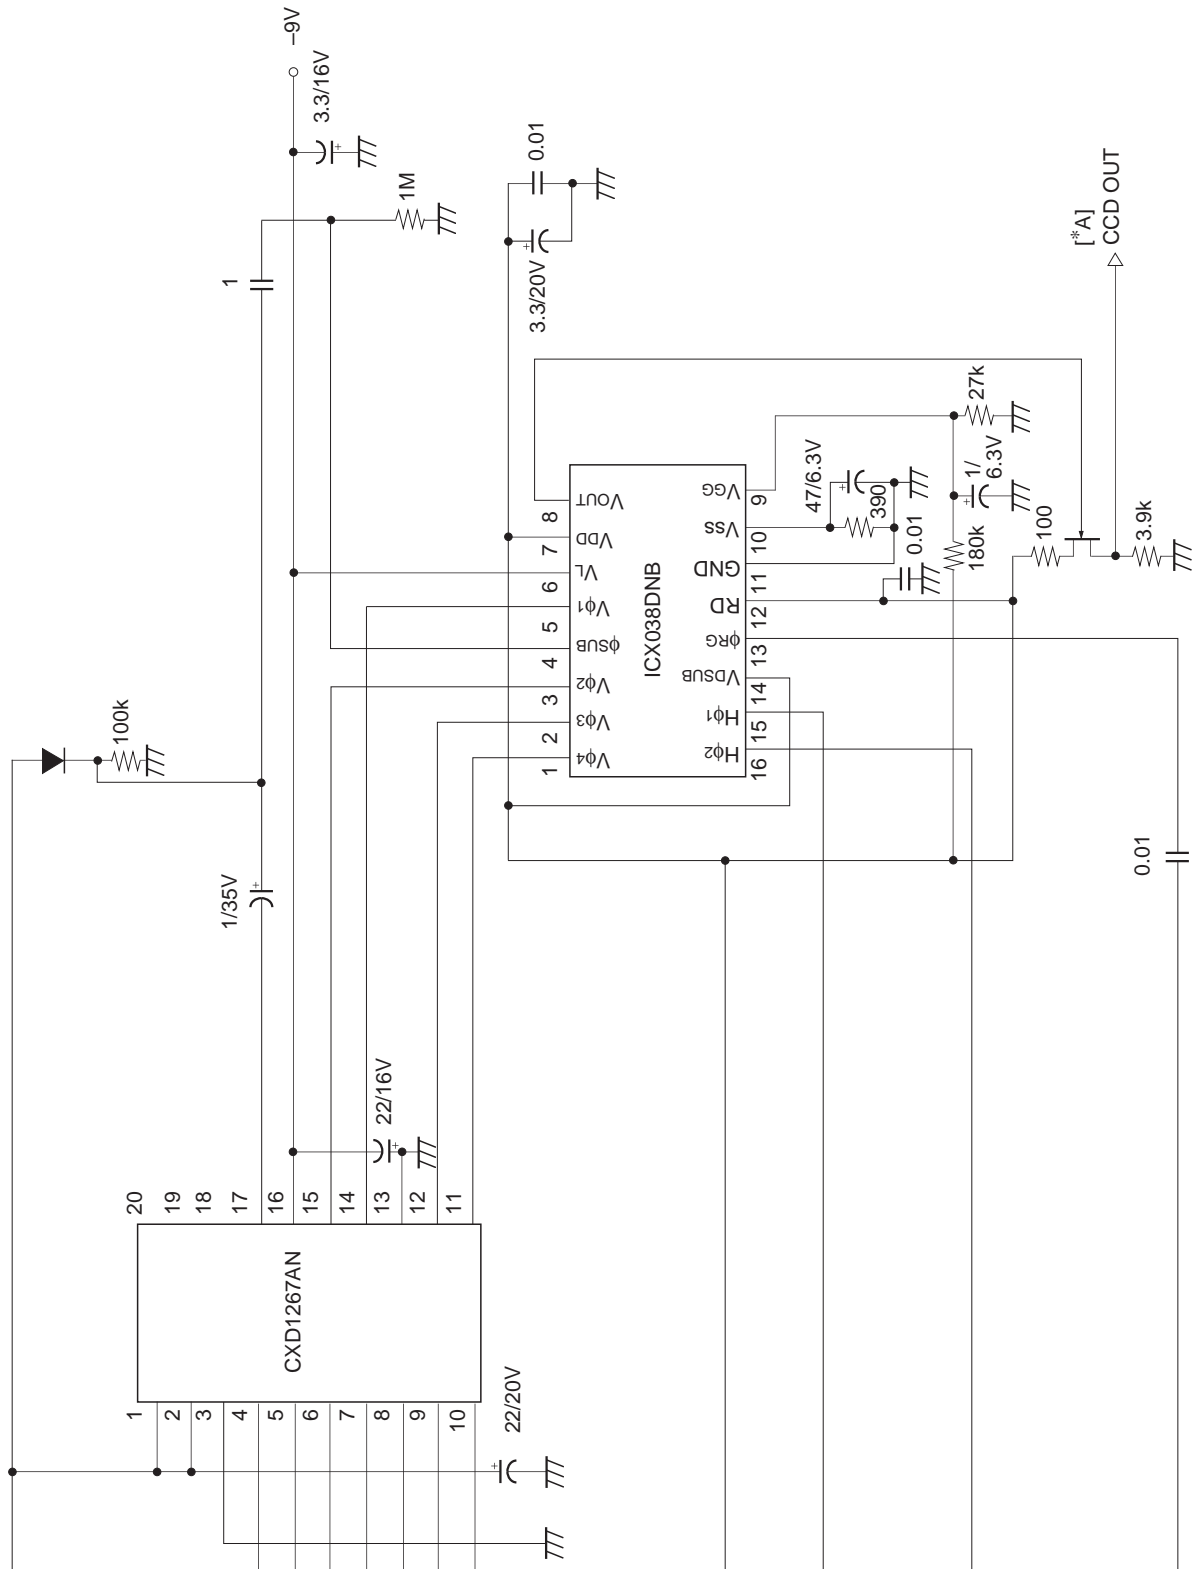 –9V
3.3/16V
1M
1
0.01
3.3/20V
[*A]
CCD OUT
100k
1/35V
22/16V
20
19
18
17
16
15
14
13
12
11
CXD1267AN
1
2
3
4
5
6
7
8
9
10
22/20V
ICX038DNB
8
7
6
5
4
3
2
1
VOUT
VDD
VL
Vϕ1
ϕSUB
Vϕ2
Vϕ3
Vϕ4
VGG
VSS
GND
RD
ϕRG
VDSUB
Hϕ1
Hϕ2
9
10
11
12
13
14
15
16
47/6.3V
390
0.01
27k
1/
6.3V
180k
100
3.9k
0.01